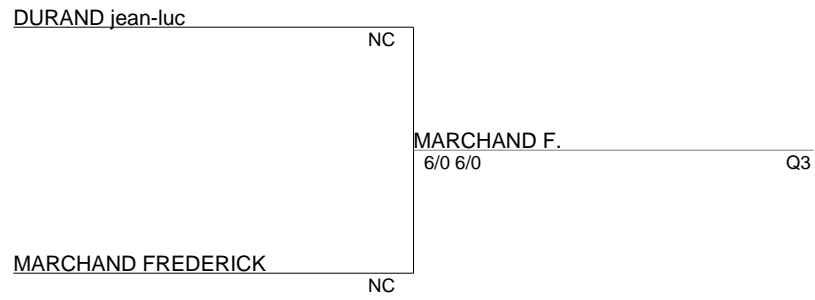 DURAND jean-luc
NC
MARCHAND F.
6/0 6/0 Q3
MARCHAND FREDERICK
NC